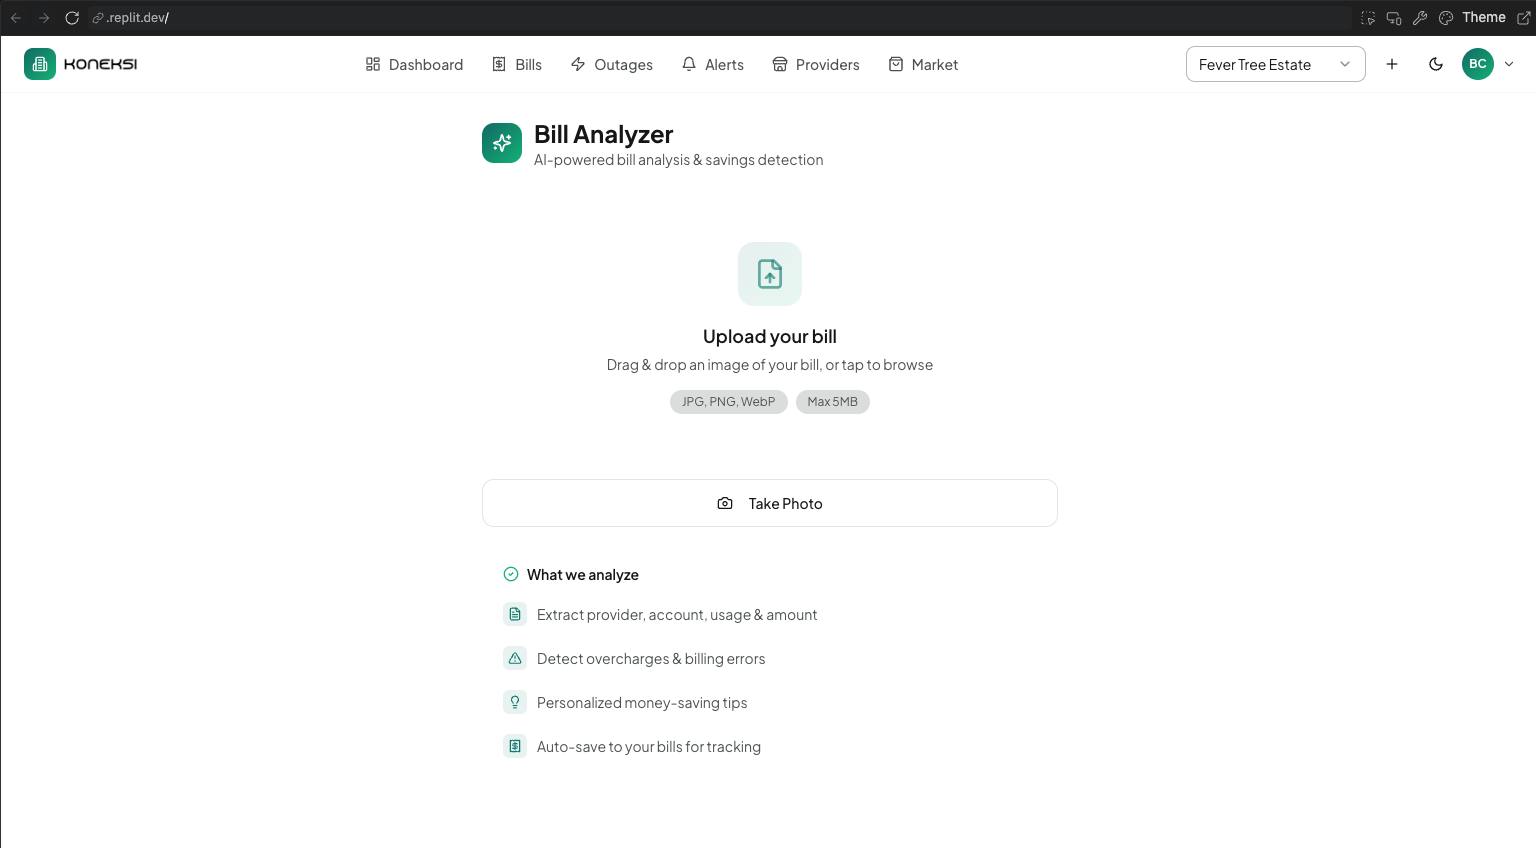 .replit.dev/
Theme
KONEKSI
Dashboard
Bills
Outages
Alerts
Providers
Market
Fever Tree Estate
BC
Bill Analyzer
AI-powered bill analysis & savings detection
Upload your bill
Drag & drop an image of your bill, or tap to browse
JPG, PNG, WebP
Max 5MB
Take Photo
What we analyze
Extract provider, account, usage & amount
Detect overcharges & billing errors
Personalized money-saving tips
Auto-save to your bills for tracking